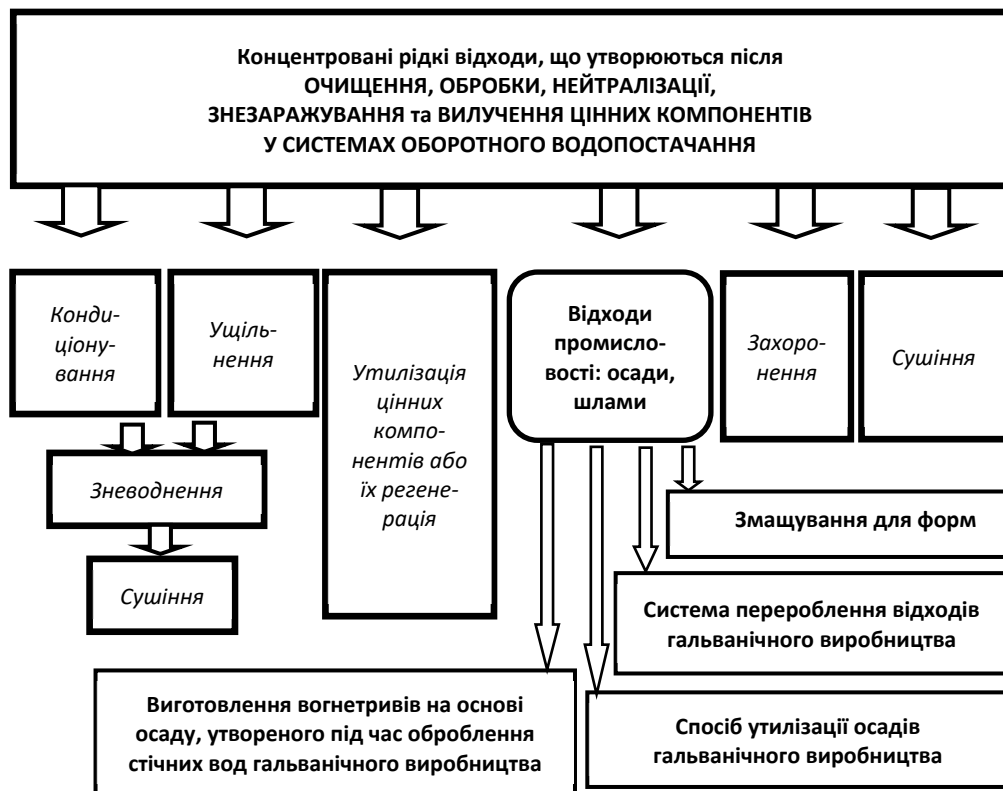 Концентровані рідкі відходи, що утворюються після
ОЧИЩЕННЯ, ОБРОБКИ, НЕЙТРАЛІЗАЦІЇ,
ЗНЕЗАРАЖУВАННЯ та ВИЛУЧЕННЯ ЦІННИХ КОМПОНЕНТІВ
У СИСТЕМАХ ОБОРОТНОГО ВОДОПОСТАЧАННЯ
Конди-
ціону-
вання
Ущіль-
нення
Утилізація
цінних
компо-
нентів або
їх регене-
рація
Відходи
промисло-
вості: осади,
шлами
Захоро-
нення
Сушіння
Зневоднення
Сушіння
Змащування для форм
Система перероблення відходів
гальванічного виробництва
Виготовлення вогнетривів на основі
осаду, утвореного під час оброблення
стічних вод гальванічного виробництва
Спосіб утилізації осадів
гальванічного виробництва